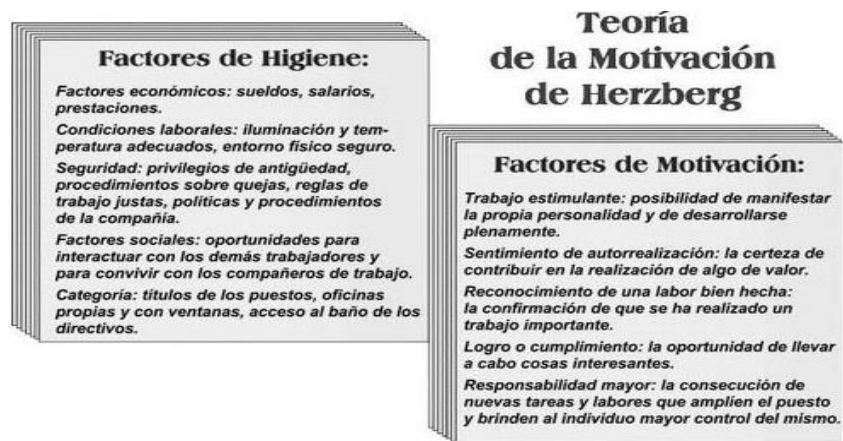 Teoría
de la Motivación
de Herzberg
Factores de Higiene:
Factores económicos: sueldos, salarios,
prestaciones.
Condiciones laborales: iluminación y tem-
peratura adecuados, entorno físico seguro.
Seguridad: privilegios de antigüedad,
procedimientos sobre quejas, reglas de
trabajo justas, políticas y procedimientos
de la compañía.
Factores sociales: oportunidades para
interactuar con los demás trabajadores y
para convivir con los compañeros de trabajo.
Categoría: títulos de los puestos, oficinas
propias y con ventanas, acceso al baño de los
directivos.
Factores de Motivación:
Trabajo estimulante: posibilidad de manifestar
la propia personalidad y de desarrollarse
plenamente.
Sentimiento de autorrealización: la certeza de
contribuir en la realización de algo de valor.
Reconocimiento de una labor bien hecha:
la confirmación de que se ha realizado un
trabajo importante.
Logro o cumplimiento: la oportunidad de llevar
a cabo cosas interesantes.
Responsabilidad mayor: la consecución de
nuevas tareas y labores que amplíen el puesto
y brinden al individuo mayor control del mismo.